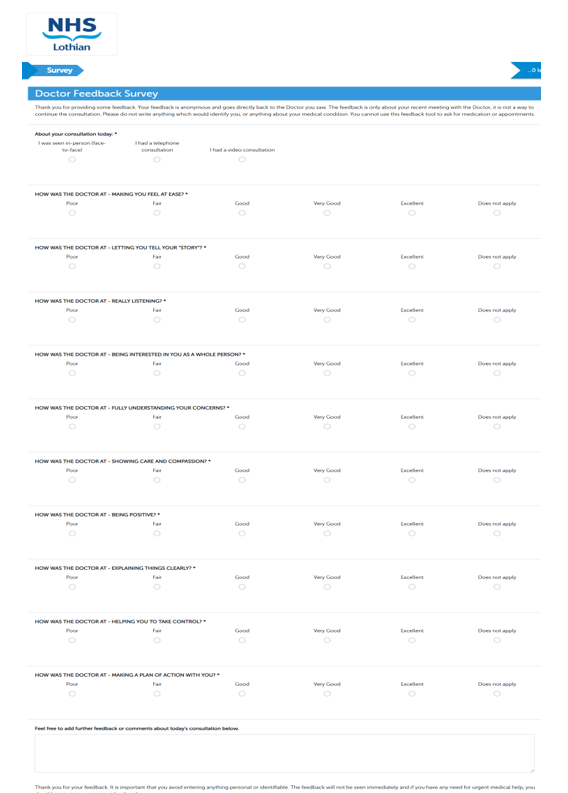 NHS
Lothian
Survey
...0 le
Doctor Feedback Survey
Thank you for providing some feedback. Your feedback is anonymous and goes directly back to the Doctor you saw. The feedback is only about your recent meeting with the Doctor, it is not a way to
continue the consultation. Please do not write anything which would identify you, or anything about your medical condition. You cannot use this feedback tool to ask for medication or appointments.
About your consultation today: *
I was seen in-person (face-to-face) I had a telephone consultation I had a video consultation
HOW WAS THE DOCTOR AT - MAKING YOU FEEL AT EASE? *
Poor Fair Good Very Good Excellent Does not apply
HOW WAS THE DOCTOR AT - LETTING YOU TELL YOUR "STORY"? *
Poor Fair Good Very Good Excellent Does not apply
HOW WAS THE DOCTOR AT - REALLY LISTENING? *
Poor Fair Good Very Good Excellent Does not apply
HOW WAS THE DOCTOR AT - BEING INTERESTED IN YOU AS A WHOLE PERSON? *
Poor Fair Good Very Good Excellent Does not apply
HOW WAS THE DOCTOR AT - FULLY UNDERSTANDING YOUR CONCERNS? *
Poor Fair Good Very Good Excellent Does not apply
HOW WAS THE DOCTOR AT - SHOWING CARE AND COMPASSION? *
Poor Fair Good Very Good Excellent Does not apply
HOW WAS THE DOCTOR AT - BEING POSITIVE? *
Poor Fair Good Very Good Excellent Does not apply
HOW WAS THE DOCTOR AT - EXPLAINING THINGS CLEARLY? *
Poor Fair Good Very Good Excellent Does not apply
HOW WAS THE DOCTOR AT - HELPING YOU TO TAKE CONTROL? *
Poor Fair Good Very Good Excellent Does not apply
HOW WAS THE DOCTOR AT - MAKING A PLAN OF ACTION WITH YOU? *
Poor Fair Good Very Good Excellent Does not apply
Feel free to add further feedback or comments about today's consultation below.
Thank you for your feedback. It is important that you avoid entering anything personal or identifiable. The feedback will not be seen immediately and if you have any need for urgent medical help, you